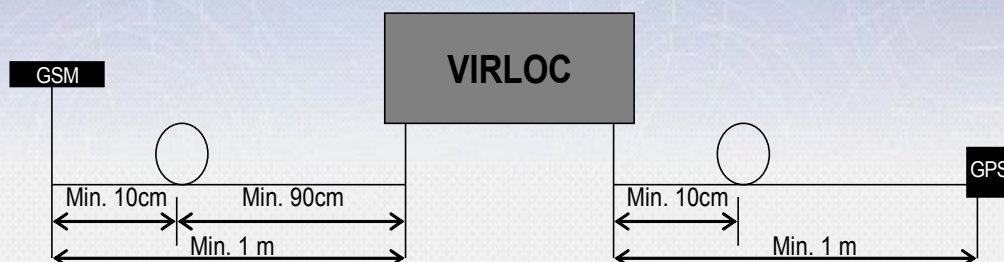 VIRLOC
GSM
GPS
Min. 10cm
Min. 90cm
Min. 10cm
Min. 1 m
Min. 1 m